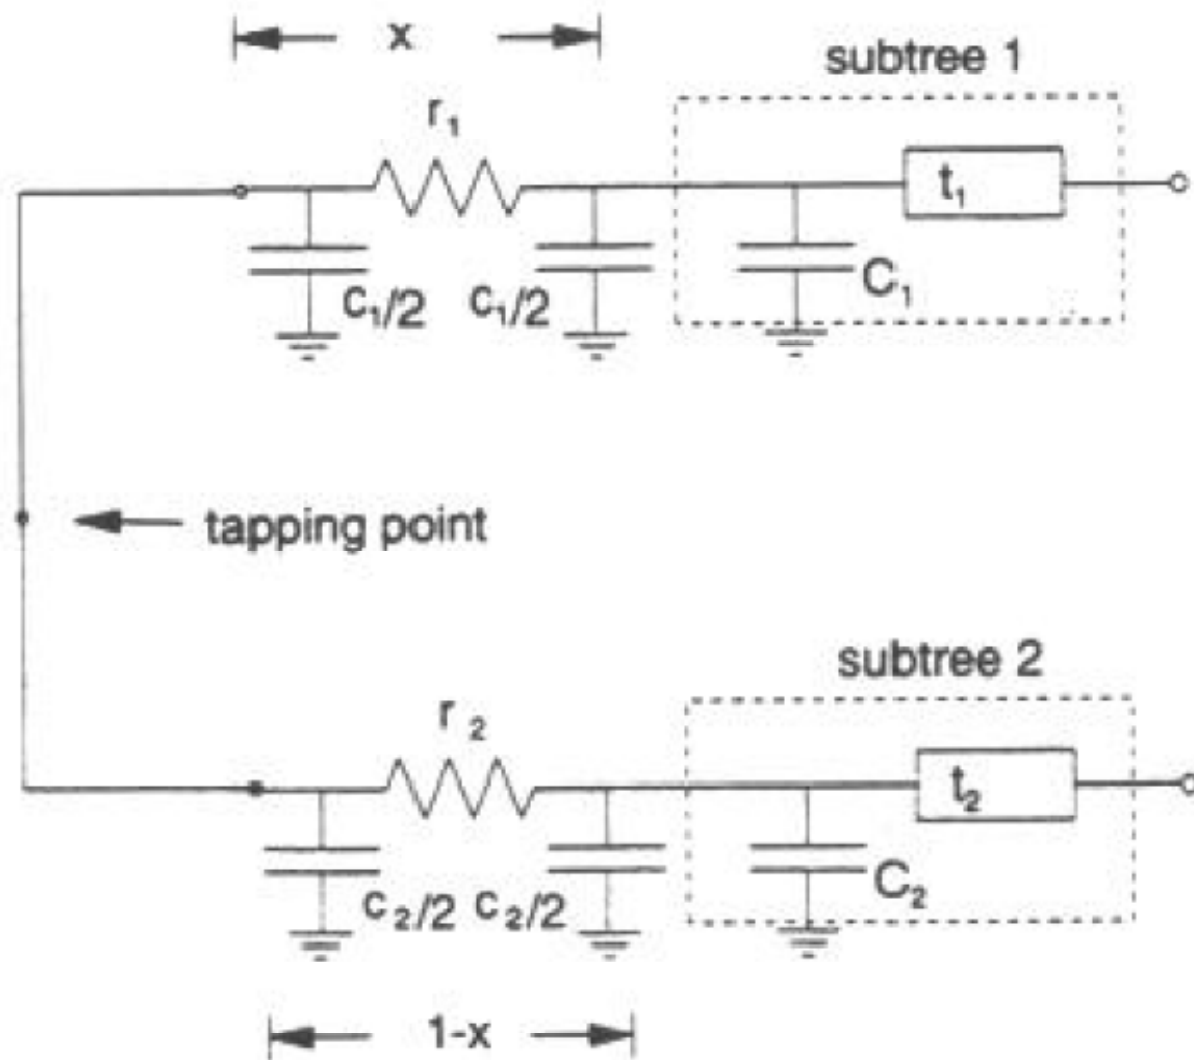 x
subtree 1
r₁
t₁
c₁/2
c₁/2
C₁
tapping point
subtree 2
r₂
t₂
c₂/2
c₂/2
C₂
1-x